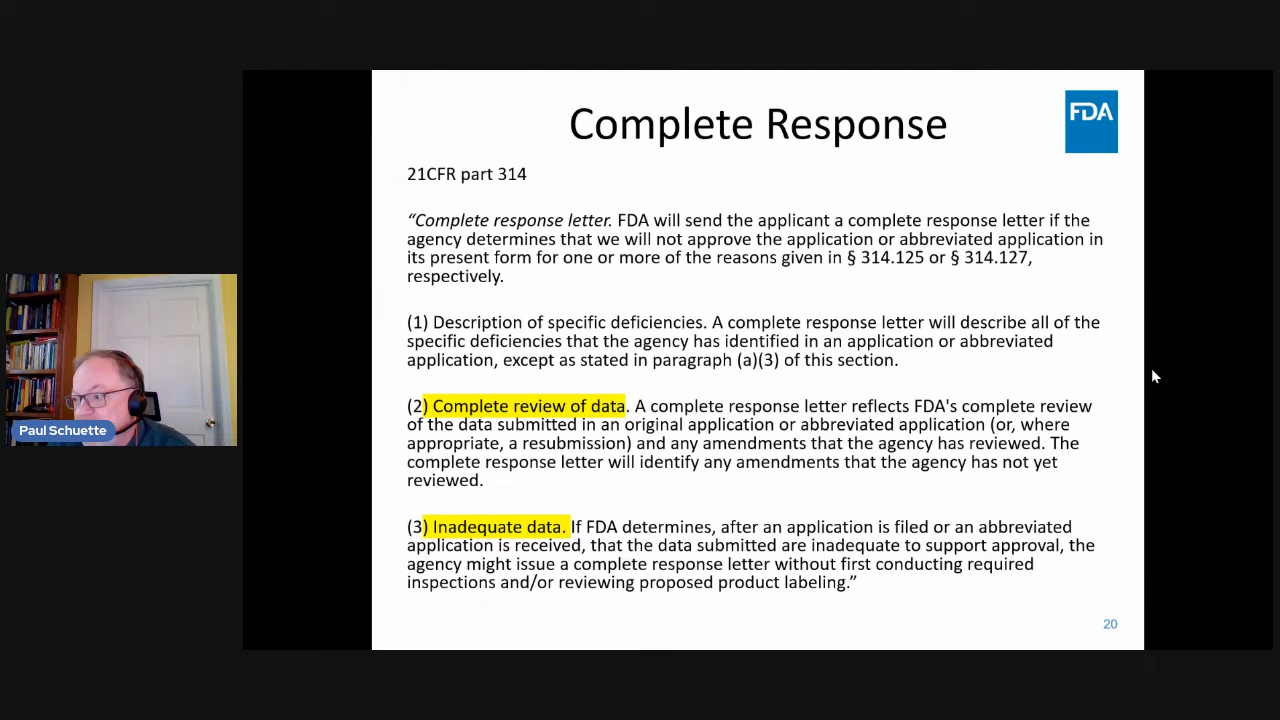 Complete Response
FDA
21CFR part 314
“Complete response letter. FDA will send the applicant a complete response letter if the
agency determines that we will not approve the application or abbreviated application in
its present form for one or more of the reasons given in § 314.125 or § 314.127,
respectively.
(1) Description of specific deficiencies. A complete response letter will describe all of the
specific deficiencies that the agency has identified in an application or abbreviated
application, except as stated in paragraph (a)(3) of this section.
(2) Complete review of data. A complete response letter reflects FDA's complete review
of the data submitted in an original application or abbreviated application (or, where
appropriate, a resubmission) and any amendments that the agency has reviewed. The
complete response letter will identify any amendments that the agency has not yet
reviewed.
(3) Inadequate data. If FDA determines, after an application is filed or an abbreviated
application is received, that the data submitted are inadequate to support approval, the
agency might issue a complete response letter without first conducting required
inspections and/or reviewing proposed product labeling.”
20
Paul Schuette